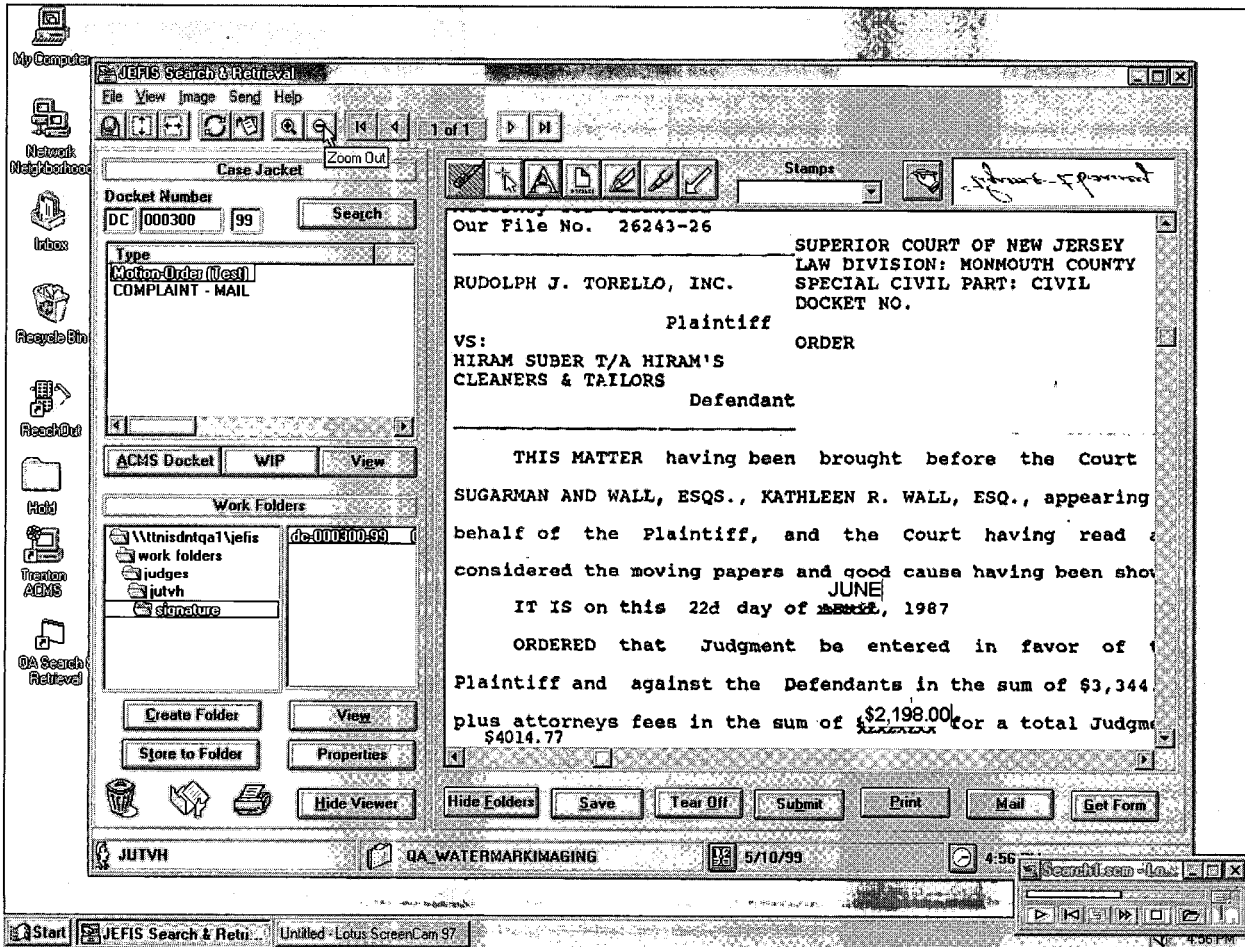 My Computer
Network Neighborhood
Inbox
Recycle Bin
ReachOut
Hold
Trenton ACMS
QA Search & Retrieval
JEFIS Search & Retrieval
File View Image Send Help
1 of 1
Zoom Out
Case Jacket
Docket Number
DC 000300 99 Search
Type
Motion-Order (Test)
COMPLAINT - MAIL
ACMS Docket WIP View
Work Folders
\\ttnisdntqa1\jefis
work folders
judges
jutvh
signature
dc-000300-99
Create Folder View
Store to Folder Properties
Hide Viewer
Stamps
Our File No. 26243-26
SUPERIOR COURT OF NEW JERSEY
LAW DIVISION: MONMOUTH COUNTY
RUDOLPH J. TORELLO, INC. SPECIAL CIVIL PART: CIVIL
DOCKET NO.
Plaintiff
VS: ORDER
HIRAM SUBER T/A HIRAM'S
CLEANERS & TAILORS
Defendant
THIS MATTER having been brought before the Court
SUGARMAN AND WALL, ESQS., KATHLEEN R. WALL, ESQ., appearing
behalf of the Plaintiff, and the Court having read
considered the moving papers and good cause having been
JUNE
IT IS on this 22d day of , 1987
ORDERED that Judgment be entered in favor of
Plaintiff and against the Defendants in the sum of $3,344.
plus attorneys fees in the sum of $2,198.00 for a total
$4014.77
Hide Folders Save Tear Off Submit Print Mail Get Form
JUTVH QA_WATERMARKIMAGING 5/10/99 4:56
Start JEFIS Search & Retri... Untitled - Lotus ScreenCam 97 4:56 PM